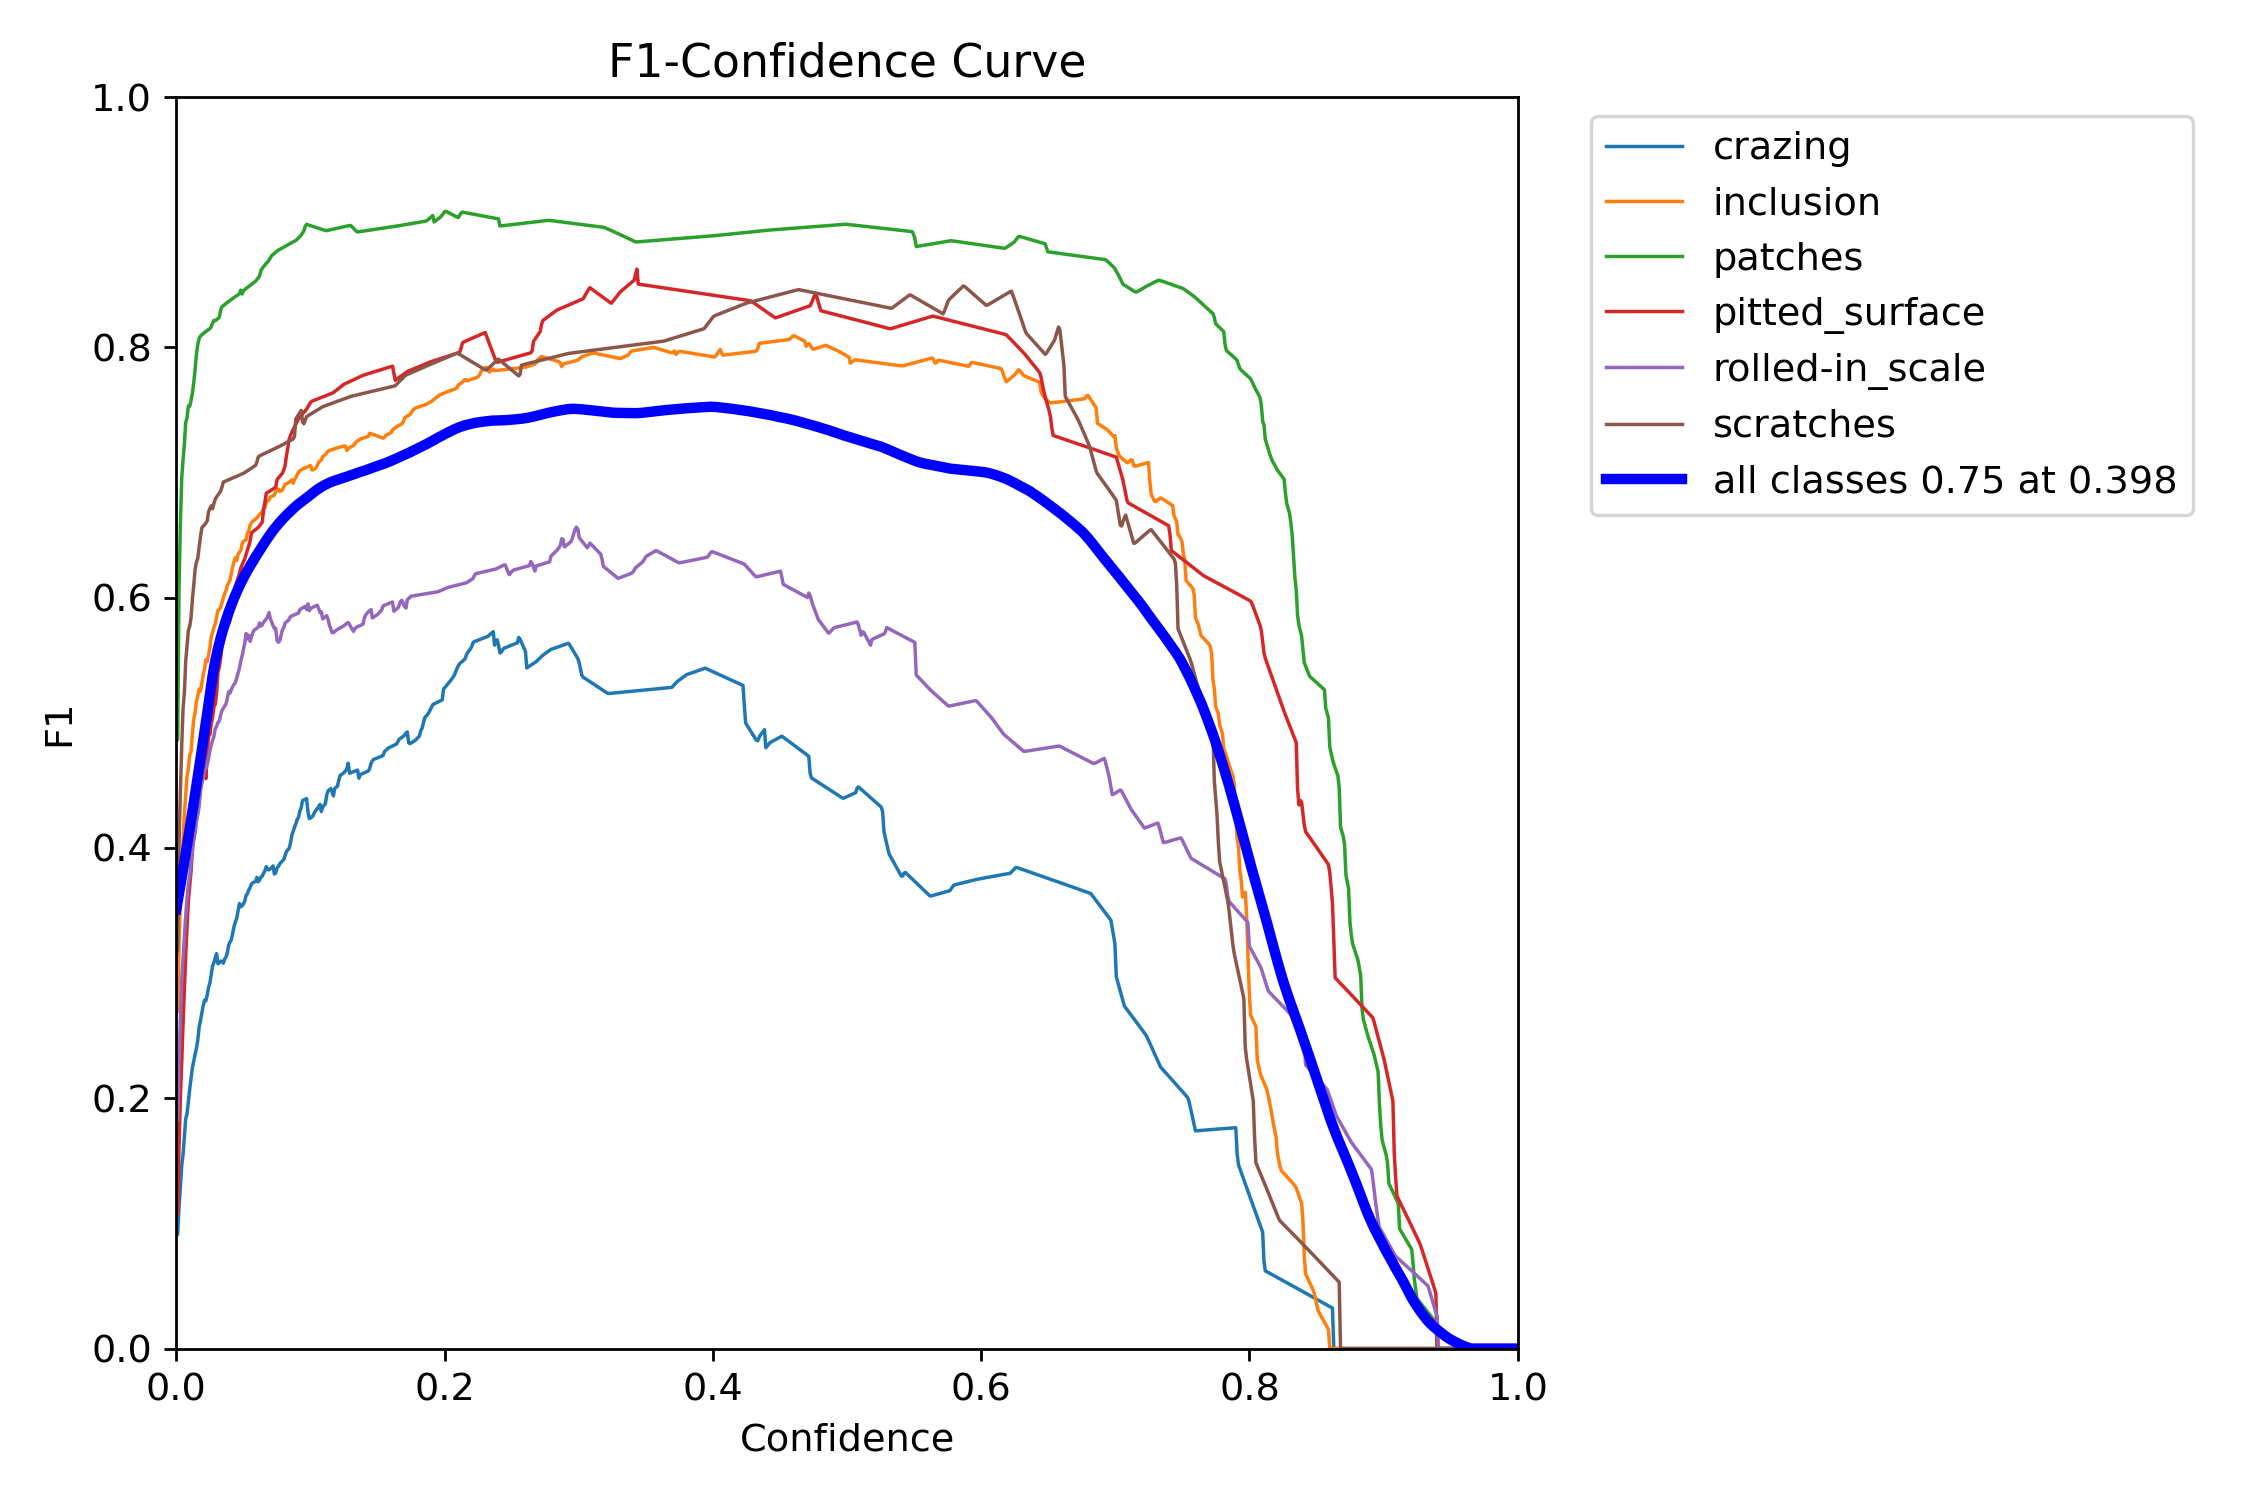 F1-Confidence Curve
1.0
0.8
0.6
0.4
0.2
0.0
F1
0.0 0.2 0.4 0.6 0.8 1.0
Confidence
crazing
inclusion
patches
pitted_surface
rolled-in_scale
scratches
all classes 0.75 at 0.398